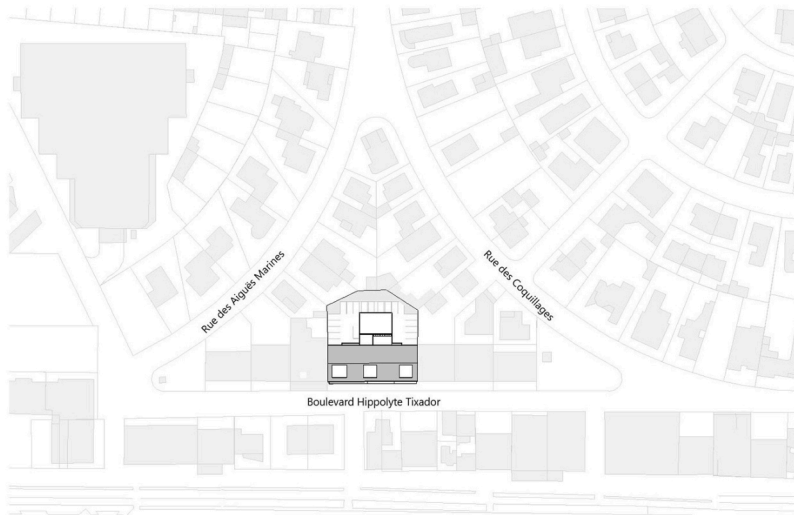 Rue des Aiguës Marines
Rue des Coquillages
Boulevard Hippolyte Tixador